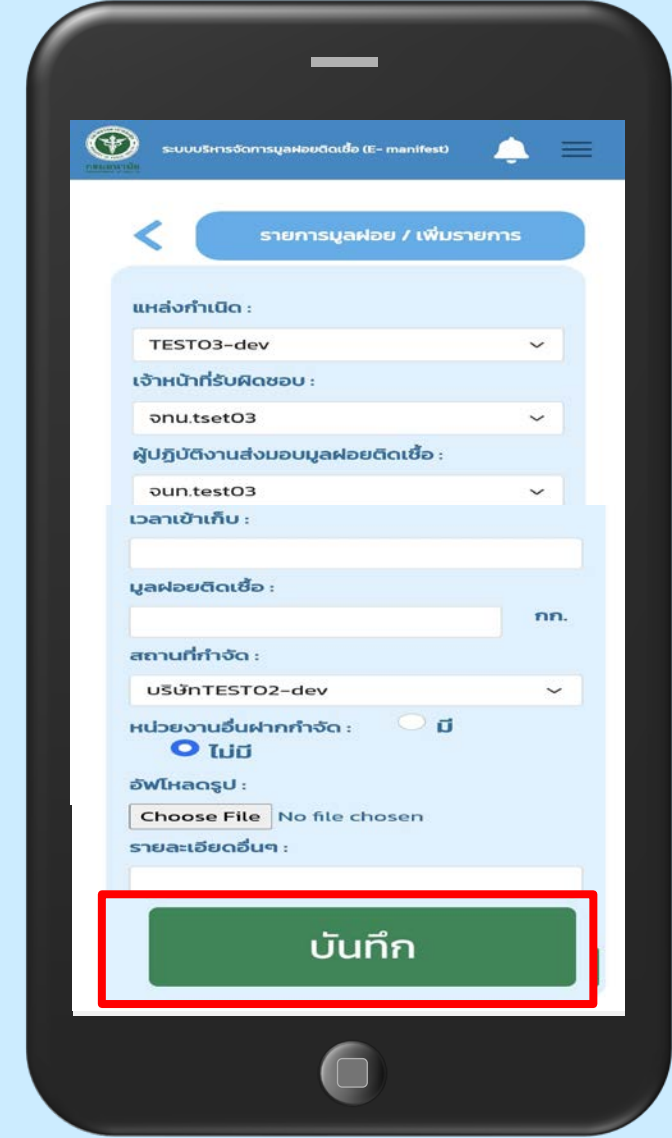 ระบบบริหารจัดการมูลฝอยติดเชื้อ (E- manifest)
กรมอนามัย
รายการมูลฝอย / เพิ่มรายการ
แหล่งกำเนิด :
TEST03-dev
เจ้าหน้าที่รับผิดชอบ :
จทน.tset03
ผู้ปฏิบัติงานส่งมอบมูลฝอยติดเชื้อ :
จนท.test03
เวลาเข้าเก็บ :
มูลฝอยติดเชื้อ :
กก.
สถานที่กำจัด :
บริษัทTEST02-dev
หน่วยงานอื่นฝากกำจัด : มี
ไม่มี
อัพโหลดรูป :
Choose File No file chosen
รายละเอียดอื่นๆ :
บันทึก